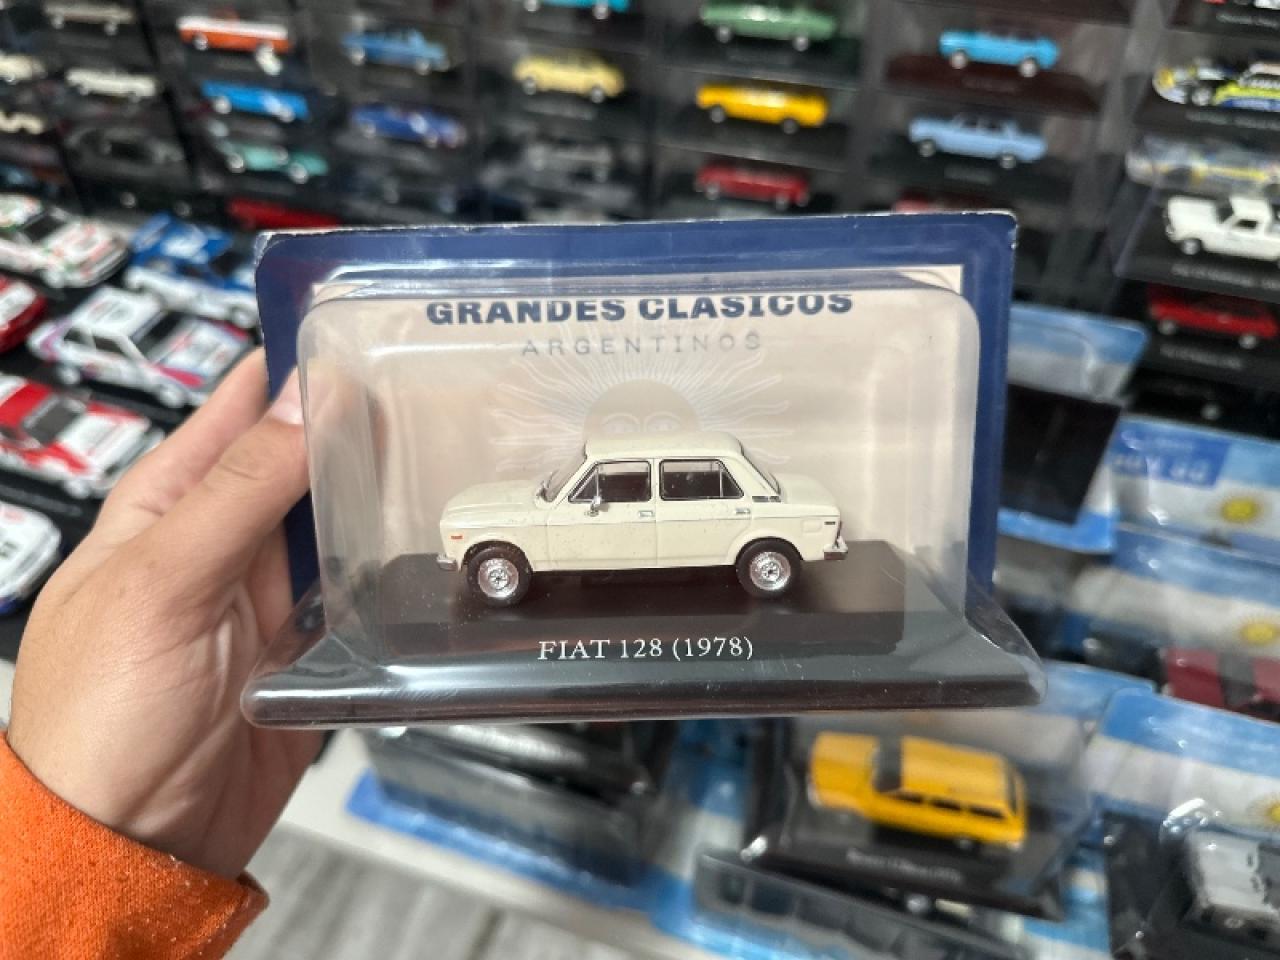 GRANDES CLASICOS
ARGENTINOS
FIAT 128 (1978)